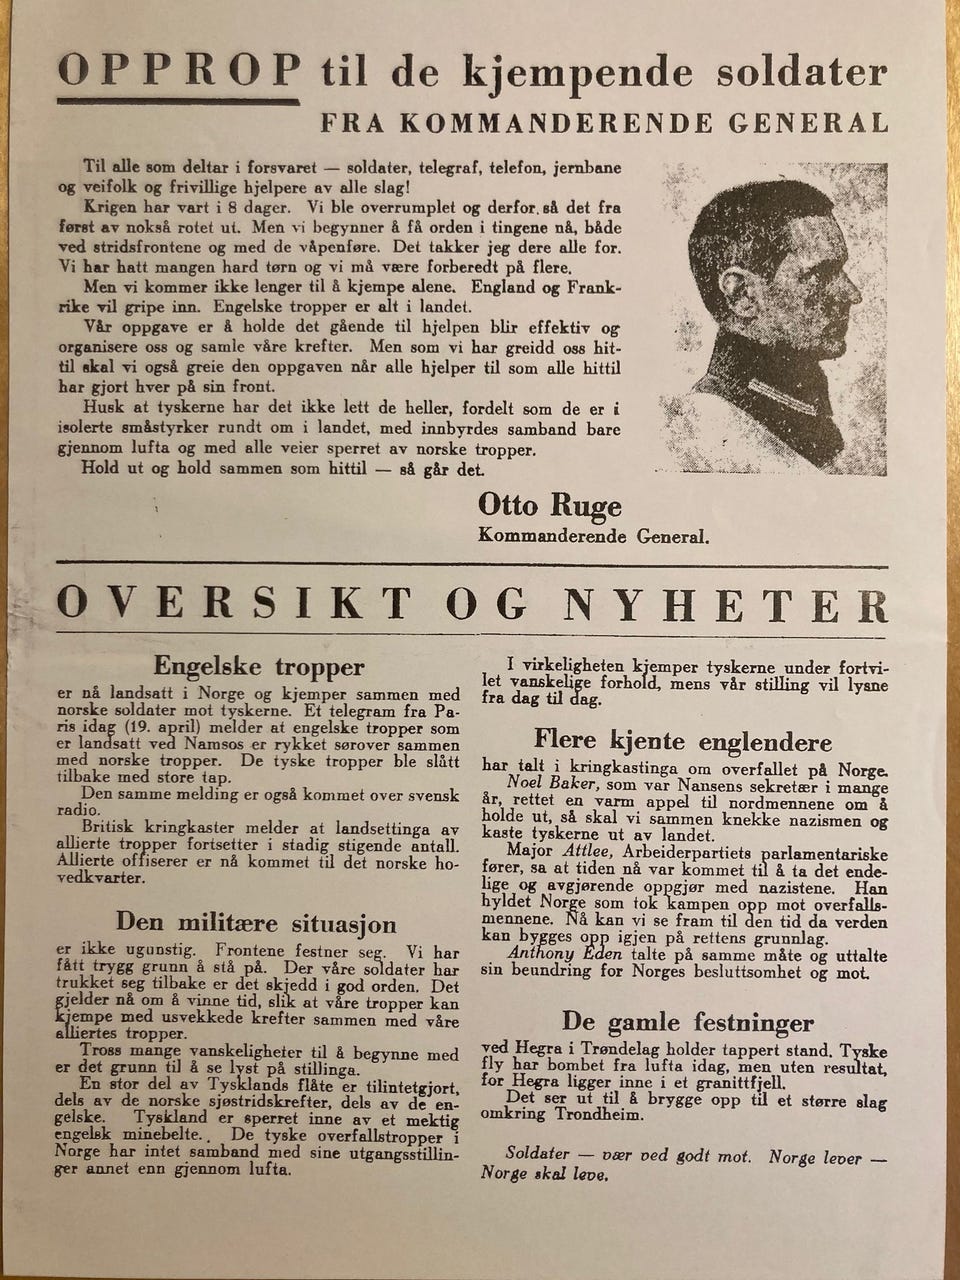 OPPROP til de kjempende soldater
FRA KOMMANDERENDE GENERAL
Til alle som deltar i forsvaret — soldater, telegraf, telefon, jernbane
og veifolk og frivillige hjelpere av alle slag!
Krigen har vart i 8 dager. Vi ble overrumplet og derfor. så det fra
først av nokså rotet ut. Men vi begynner å få orden i tingene nå, både
ved stridsfrontene og med de våpenføre. Det takker jeg dere alle for.
Vi har hatt mangen hard tørn og vi må være forberedt på flere.
Men vi kommer ikke lenger til å kjempe alene. England og Frank-
rike vil gripe inn. Engelske tropper er alt i landet.
Vår oppgave er å holde det gående til hjelpen blir effektiv og
organisere oss og samle våre krefter. Men som vi har greidd oss hit-
til skal vi også greie den oppgaven når alle hjelper til som alle hittil
har gjort hver på sin front.
Husk at tyskerne har det ikke lett de heller, fordelt som de er i
isolerte småstyrker rundt om i landet, med innbyrdes samband bare
gjennom lufta og med alle veier sperret av norske tropper.
Hold ut og hold sammen som hittil — så går det.
Otto Ruge
Kommanderende General.
OVERSIKT OG NYHETER
Engelske tropper
er nå landsatt i Norge og kjemper sammen med
norske soldater mot tyskerne. Et telegram fra Pa-
ris idag (19. april) melder at engelske tropper som
er landsatt ved Namsos er rykket sørover sammen
med norske tropper. De tyske tropper ble slått
tilbake med store tap.
Den samme melding er også kommet over svensk
radio.
Britisk kringkaster melder at landsettinga av
allierte tropper fortsetter i stadig stigende antall.
Allierte offiserer er nå kommet til det norske ho-
vedkvarter.
Den militære situasjon
er ikke ugunstig. Frontene festner seg. Vi har
fått trygg grunn å stå på. Der våre soldater har
trukket seg tilbake er det skjedd i god orden. Det
gjelder nå om å vinne tid, slik at våre tropper kan
kjempe med usvekkede krefter sammen med våre
alliertes tropper.
Tross mange vanskeligheter til å begynne med
er det grunn til å se lyst på stillinga.
En stor del av Tysklands flåte er tilintetgjort,
dels av de norske sjøstridskrefter, dels av de en-
gelske. Tyskland er sperret inne av et mektig
engelsk minebelte. De tyske overfallstropper i
Norge har intet samband med sine utgangsstillin-
ger annet enn gjennom lufta.
I virkeligheten kjemper tyskerne under fortvi-
let vanskelige forhold, mens vår stilling vil lysne
fra dag til dag.
Flere kjente englendere
har talt i kringkastinga om overfallet på Norge.
Noel Baker, som var Nansens sekretær i mange
år, rettet en varm appel til nordmennene om å
holde ut, så skal vi sammen knekke nazismen og
kaste tyskerne ut av landet.
Major Attlee, Arbeiderpartiets parlamentariske
fører, sa at tiden nå var kommet til å ta det ende-
lige og avgjørende oppgjør med nazistene. Han
hyldet Norge som tok kampen opp mot overfalls-
mennene. Nå kan vi se fram til den tid da verden
kan bygges opp igjen på rettens grunnlag.
Anthony Eden talte på samme måte og uttalte
sin beundring for Norges besluttsomhet og mot.
De gamle festninger
ved Hegra i Trøndelag holder tappert stand. Tyske
fly har bombet fra lufta idag, men uten resultat,
for Hegra ligger inne i et granittfjell.
Det ser ut til å brygge opp til et større slag
omkring Trondheim.
Soldater — vær ved godt mot. Norge lever —
Norge skal leve.